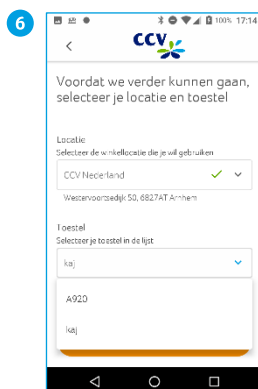 6
100% 17:14
CCV
Voordat we verder kunnen gaan,
selecteer je locatie en toestel
Locatie
Selecteer de winkellocatie die je wil gebruiken
CCV Nederland
Westervoortsedijk 50, 6827AT Arnhem
Toestel
Selecteer je toestel in de lijst
kaj
A920
kaj